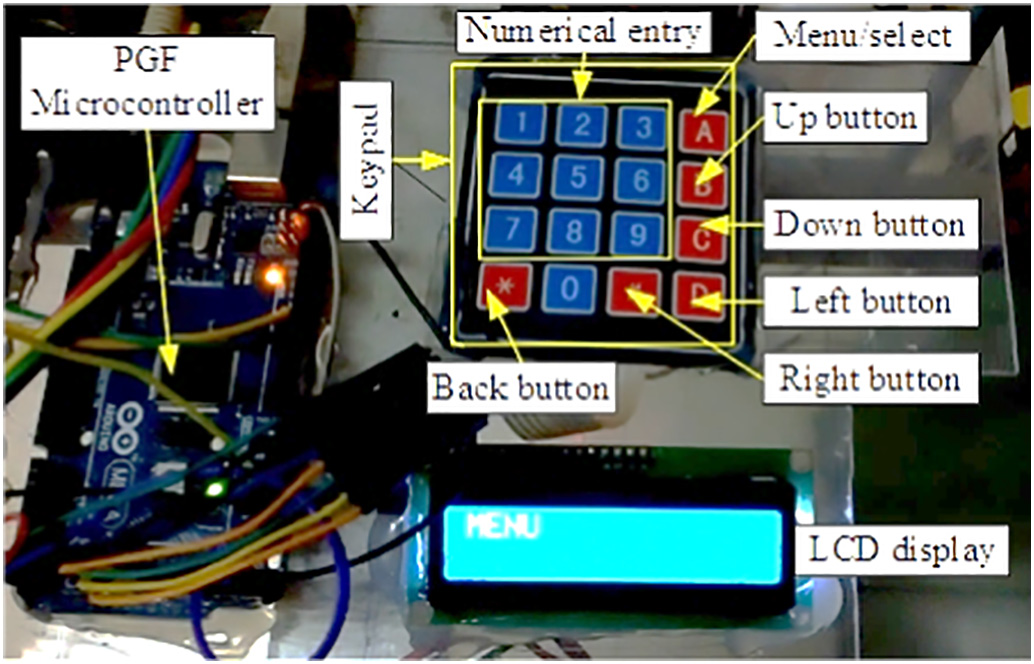 Numerical entry
Menu/select
PGF
Microcontroller
Up button
Keypad
1 2 3 A
4 5 6 B
7 8 9 C
* 0 # D
Down button
Left button
Right button
Back button
ARDUINO
MENU
LCD display